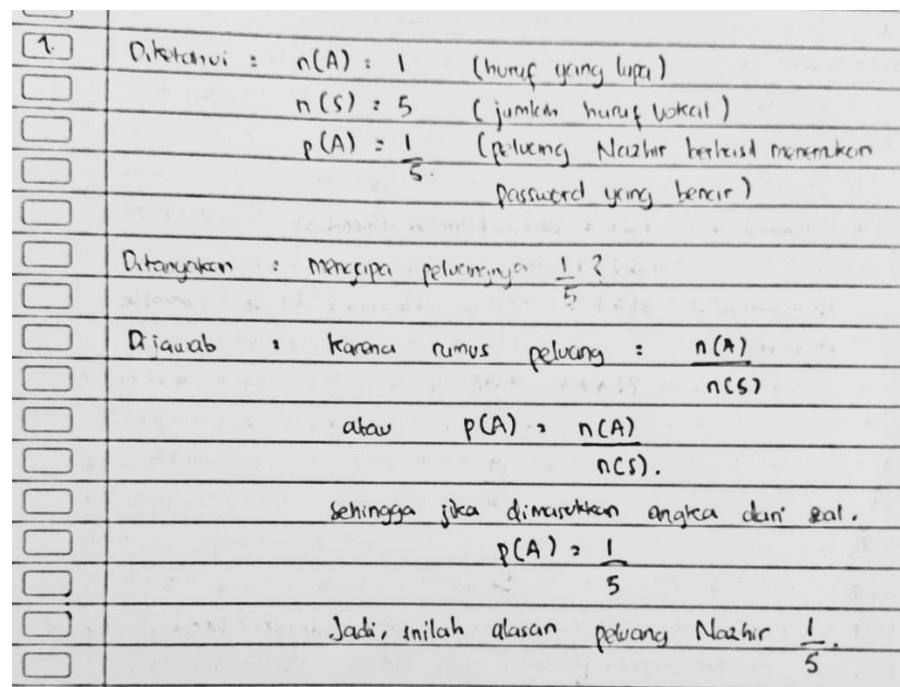 1. Diketahui : n(A) : 1 (huruf yang lupa)
n(S) : 5 (jumlah huruf vokal)
P(A) = 1/5. (peluang Nazhir berhasil menemukan
password yang benar)
Ditanyakan : mengapa peluangnya 1/5 ?
Dijawab : Karena rumus peluang : n(A)/n(S)
atau P(A) = n(A)/n(S).
Sehingga jika dimasukkan angka dari soal.
P(A) = 1/5
Jadi, inilah alasan peluang Nazhir 1/5.